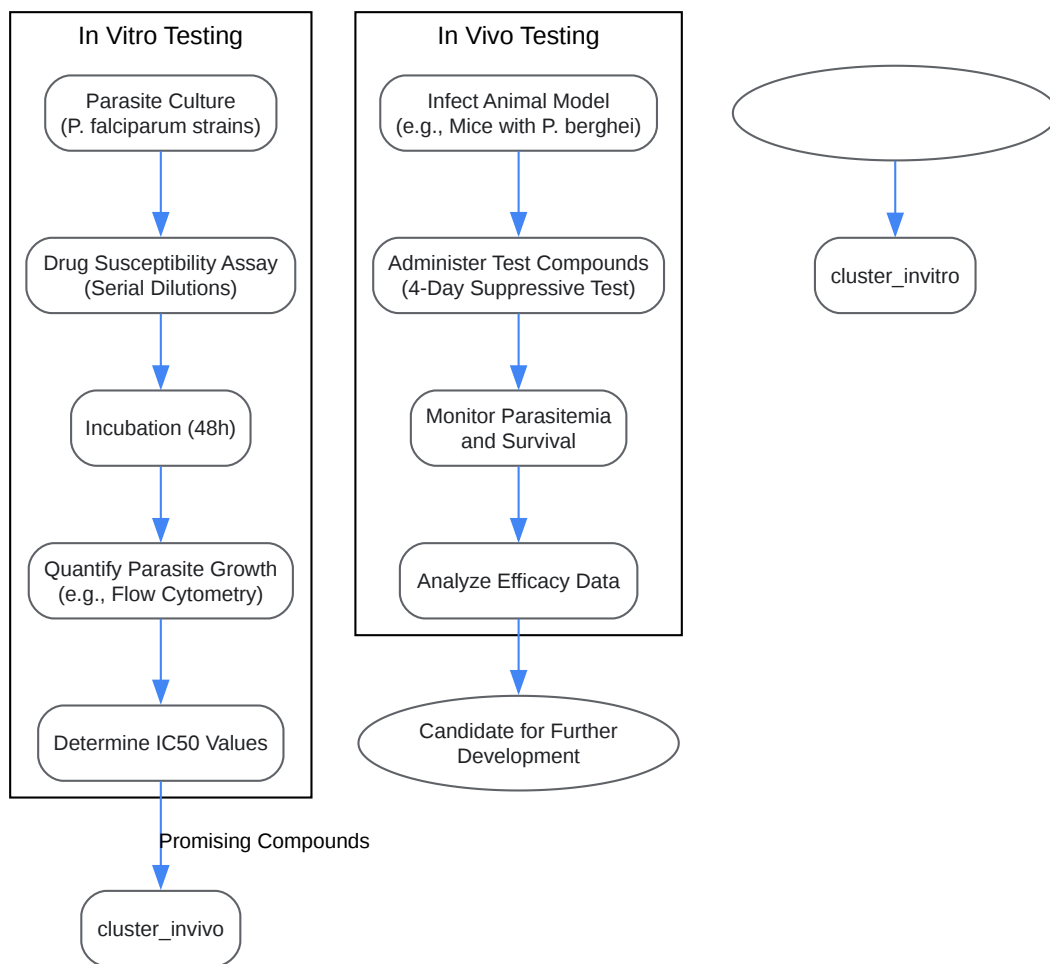 In Vitro Testing
Parasite Culture
(P. falciparum strains)
Drug Susceptibility Assay
(Serial Dilutions)
Incubation (48h)
Quantify Parasite Growth
(e.g., Flow Cytometry)
Determine IC50 Values
Promising Compounds
cluster_invivo
In Vivo Testing
Infect Animal Model
(e.g., Mice with P. berghei)
Administer Test Compounds
(4-Day Suppressive Test)
Monitor Parasitemia
and Survival
Analyze Efficacy Data
Candidate for Further
Development
cluster_invitro